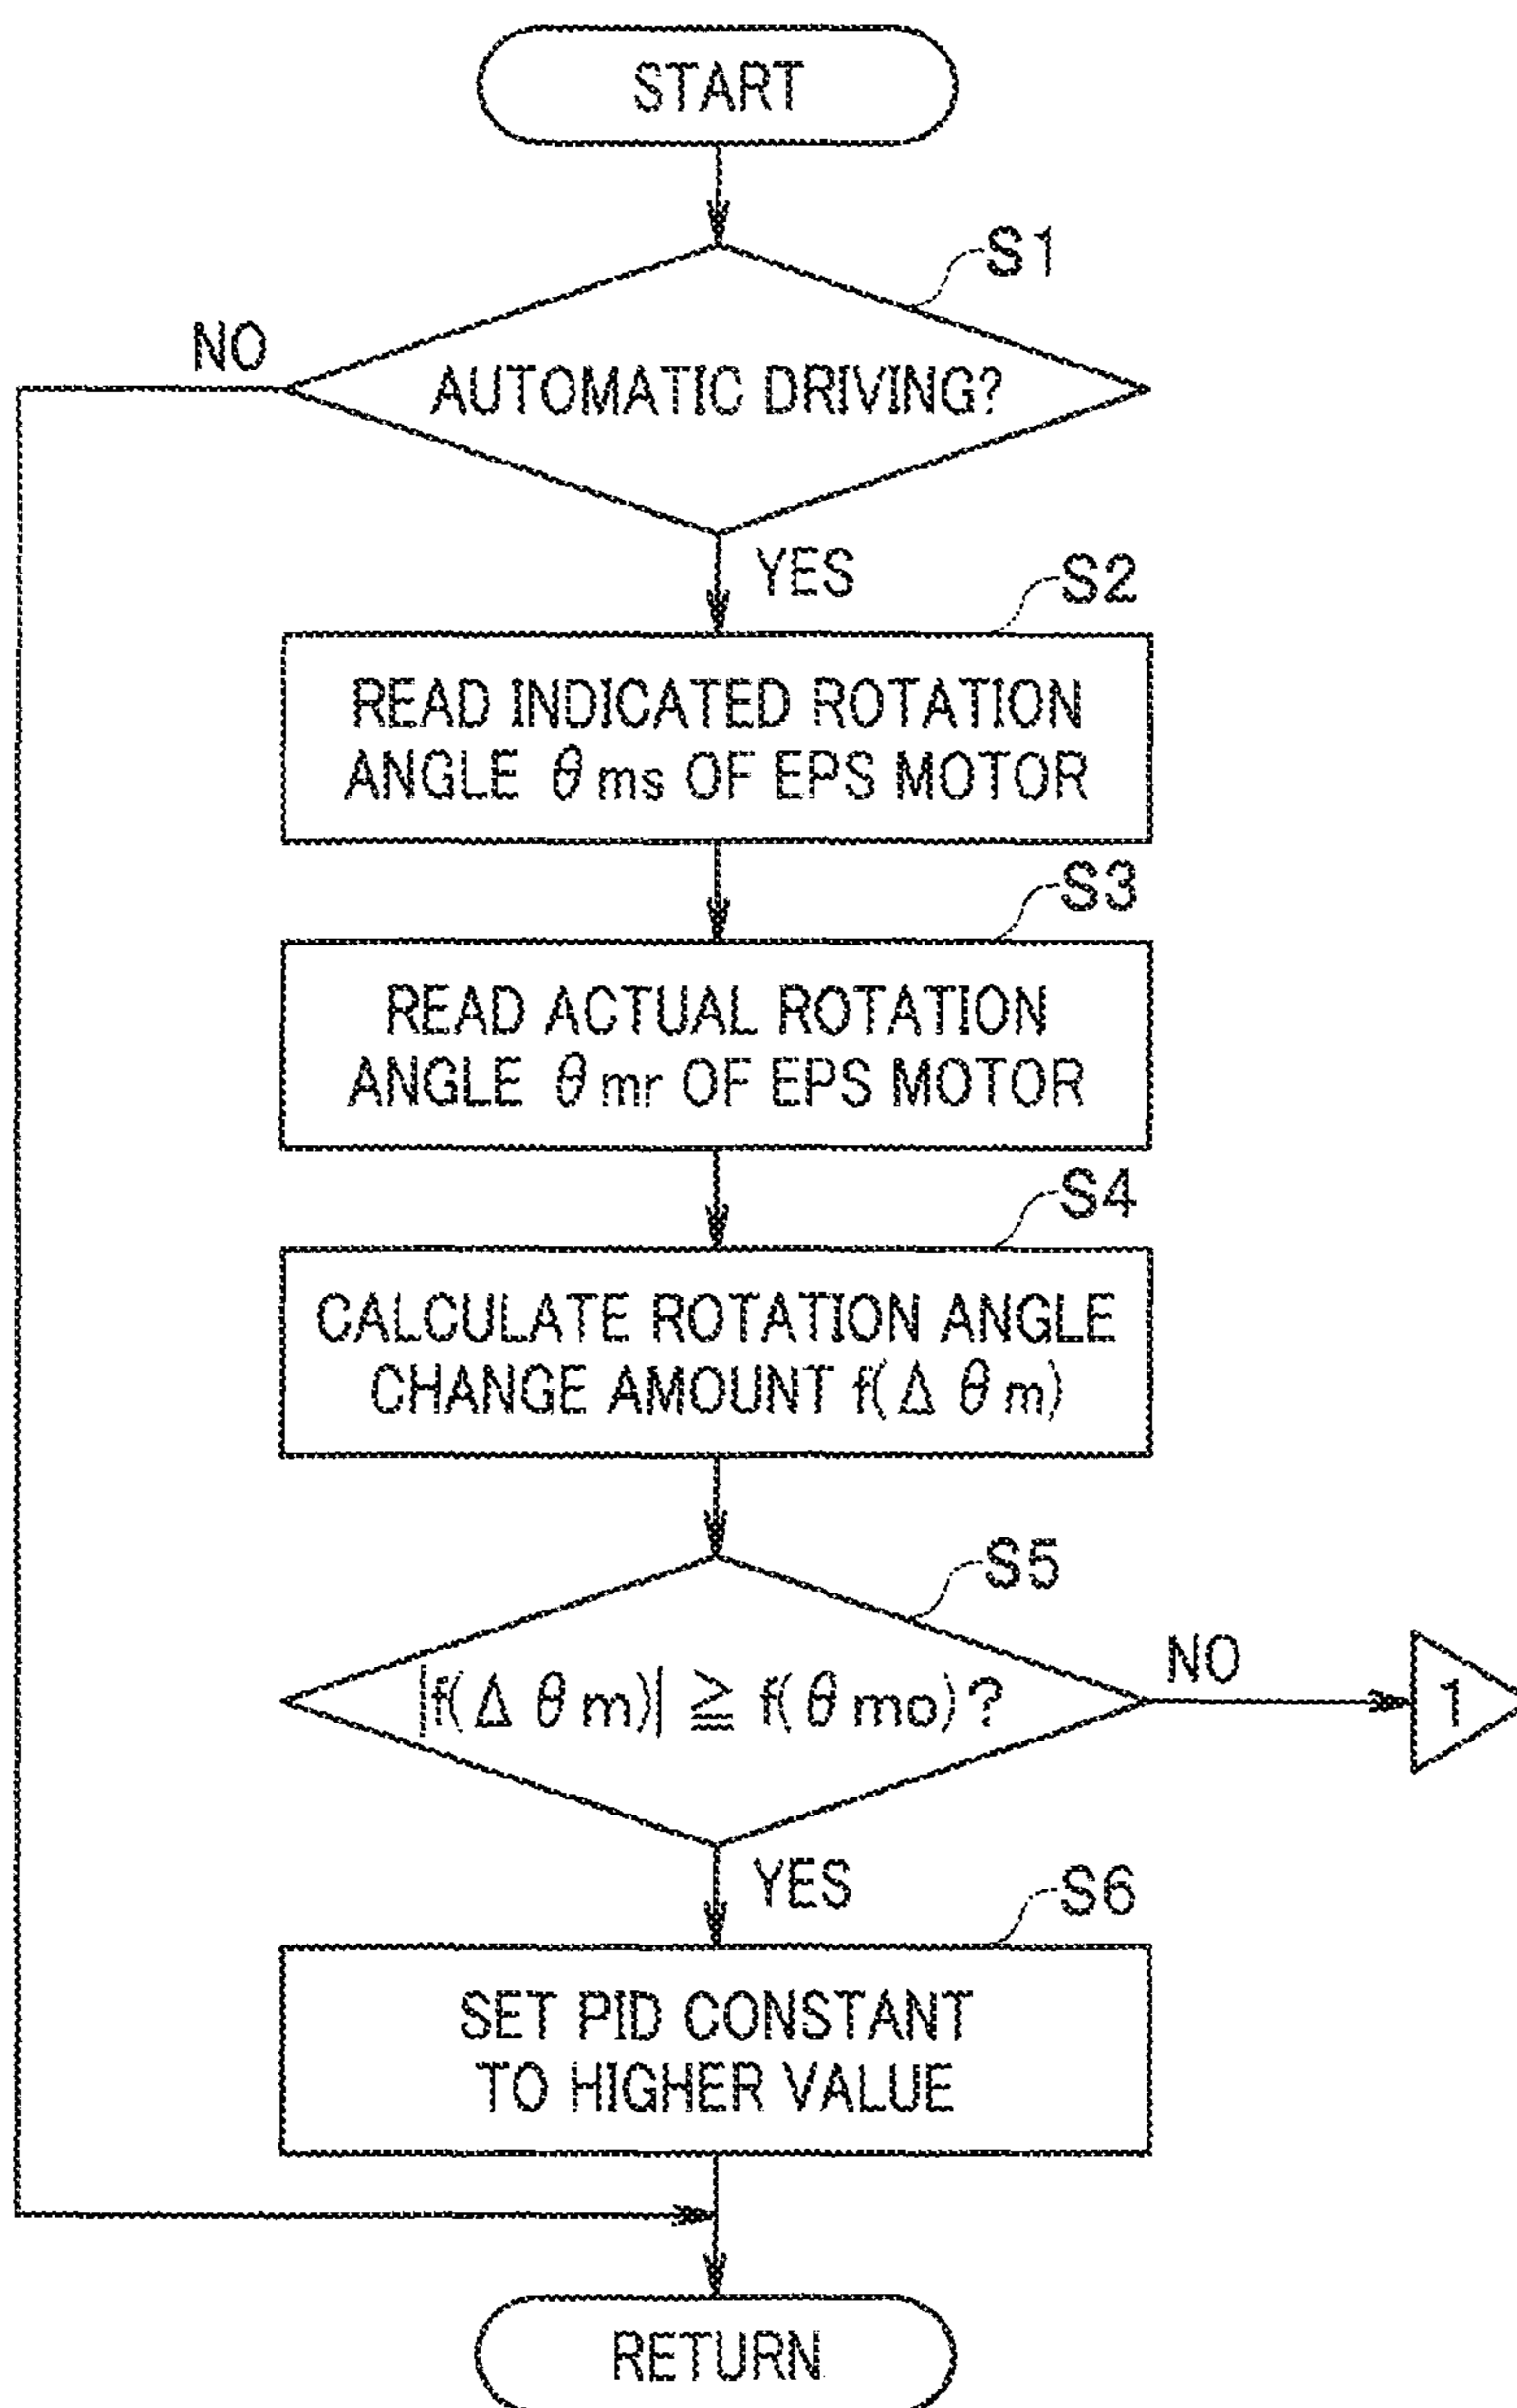 START
S1
NO
AUTOMATIC DRIVING?
YES
S2
READ INDICATED ROTATION
ANGLE θms OF EPS MOTOR
S3
READ ACTUAL ROTATION
ANGLE θmr OF EPS MOTOR
S4
CALCULATE ROTATION ANGLE
CHANGE AMOUNT f(Δθm)
S5
|f(Δθm)| ≧ f(θmo)?
NO
1
YES
S6
SET PID CONSTANT
TO HIGHER VALUE
RETURN